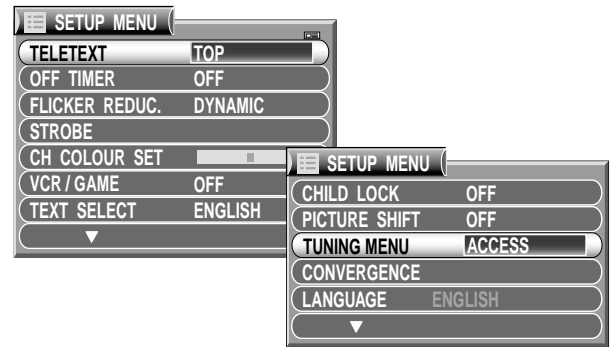 SETUP MENU
TELETEXT TOP
OFF TIMER OFF
FLICKER REDUC. DYNAMIC
STROBE
CH COLOUR SET
VCR / GAME OFF
TEXT SELECT ENGLISH
SETUP MENU
CHILD LOCK OFF
PICTURE SHIFT OFF
TUNING MENU ACCESS
CONVERGENCE
LANGUAGE ENGLISH